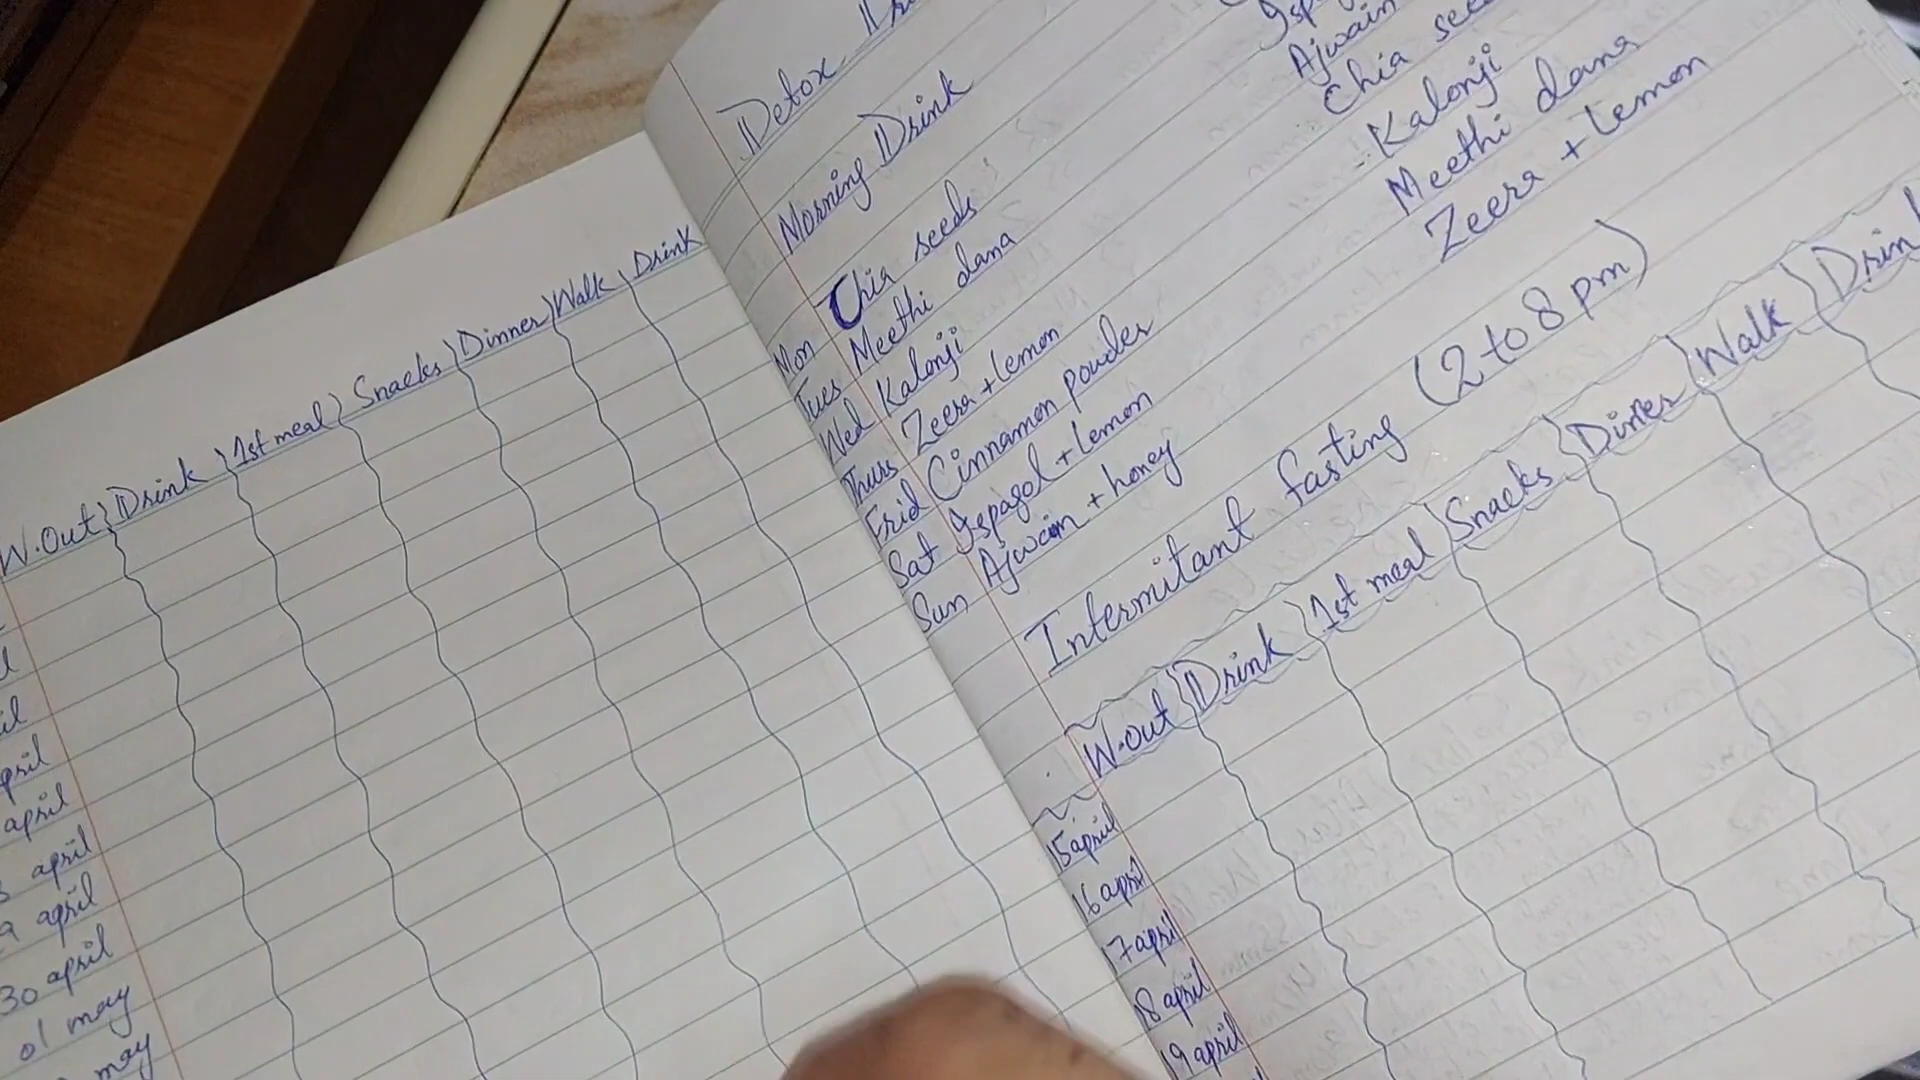 W.Out Drink 1st meal Snacks Dinner Walk Drink
april
april
april
april
30 april
01 may
may
Detox
Morning Drink
Mon Chia seeds
Tues Meethi dana
Wed Kalonji
Thurs Zeera + Lemon
Frid Cinnamon powder
Sat Ispagol + Lemon
Sun Ajwain + honey
Ajwain
Chia
Kalonji
Meethi dana
Zeera + Lemon
Intermitant fasting (2 to 8 pm)
W.out Drink 1st meal Snacks Dinner Walk
15 april
16 april
17 april
18 april
19 april